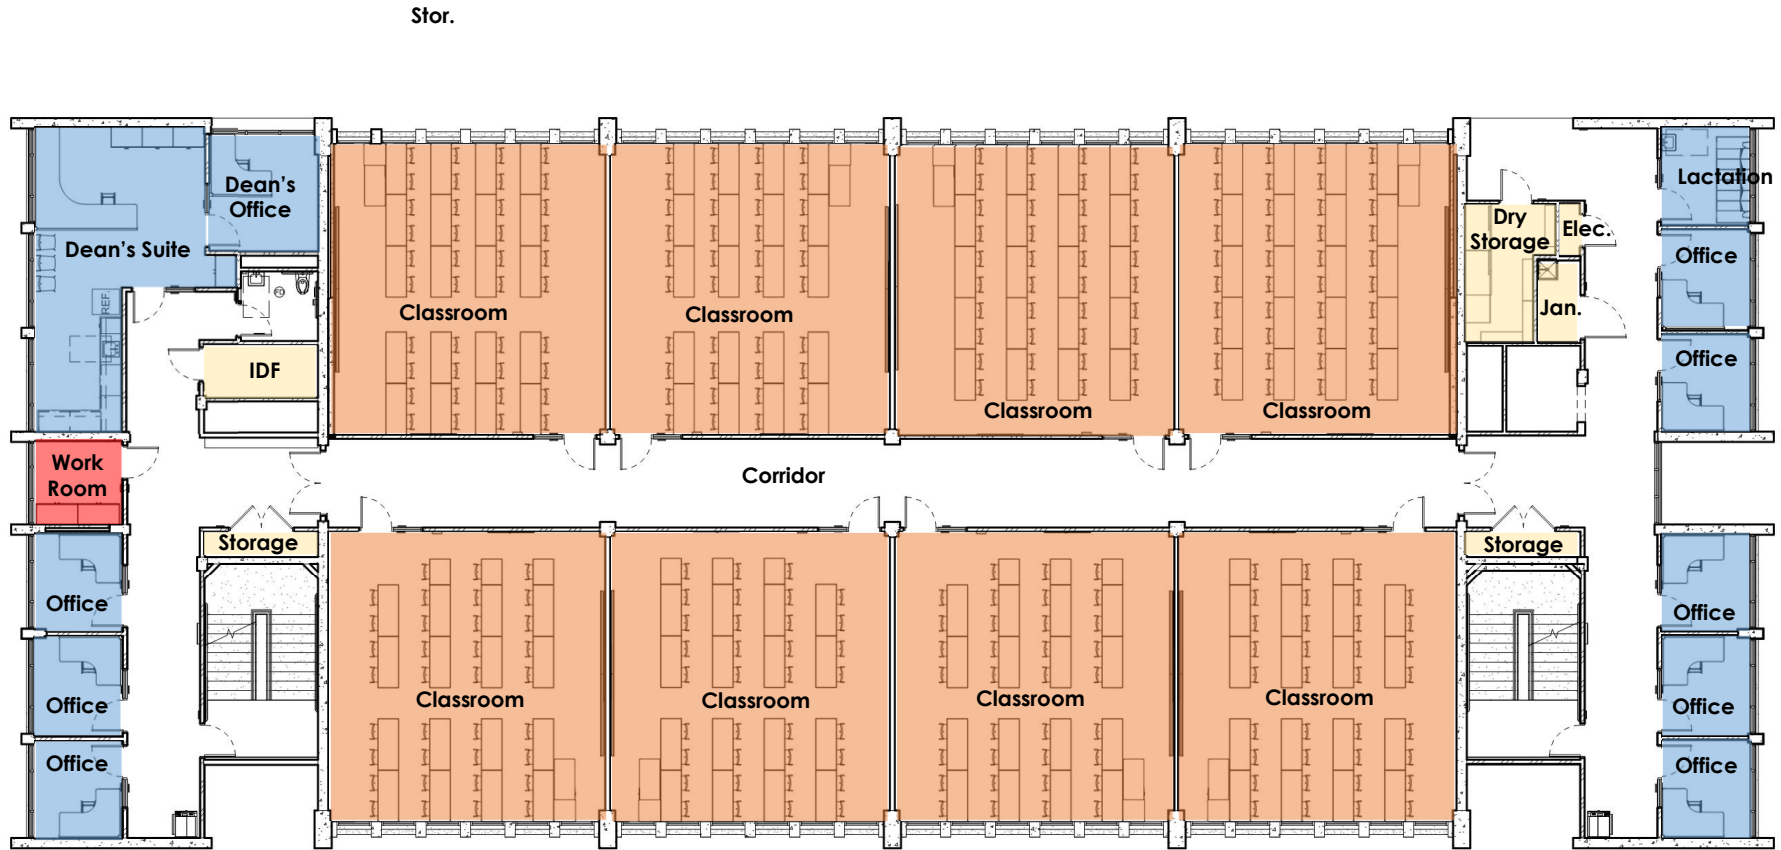 Stor.
Dean's
Office
Dean's Suite
REF.
IDF
Classroom
Classroom
Classroom
Classroom
Dry
Storage
Elec.
Jan.
Lactation
Office
Office
Work
Room
Corridor
Storage
Storage
Office
Office
Office
Classroom
Classroom
Classroom
Classroom
Office
Office
Office